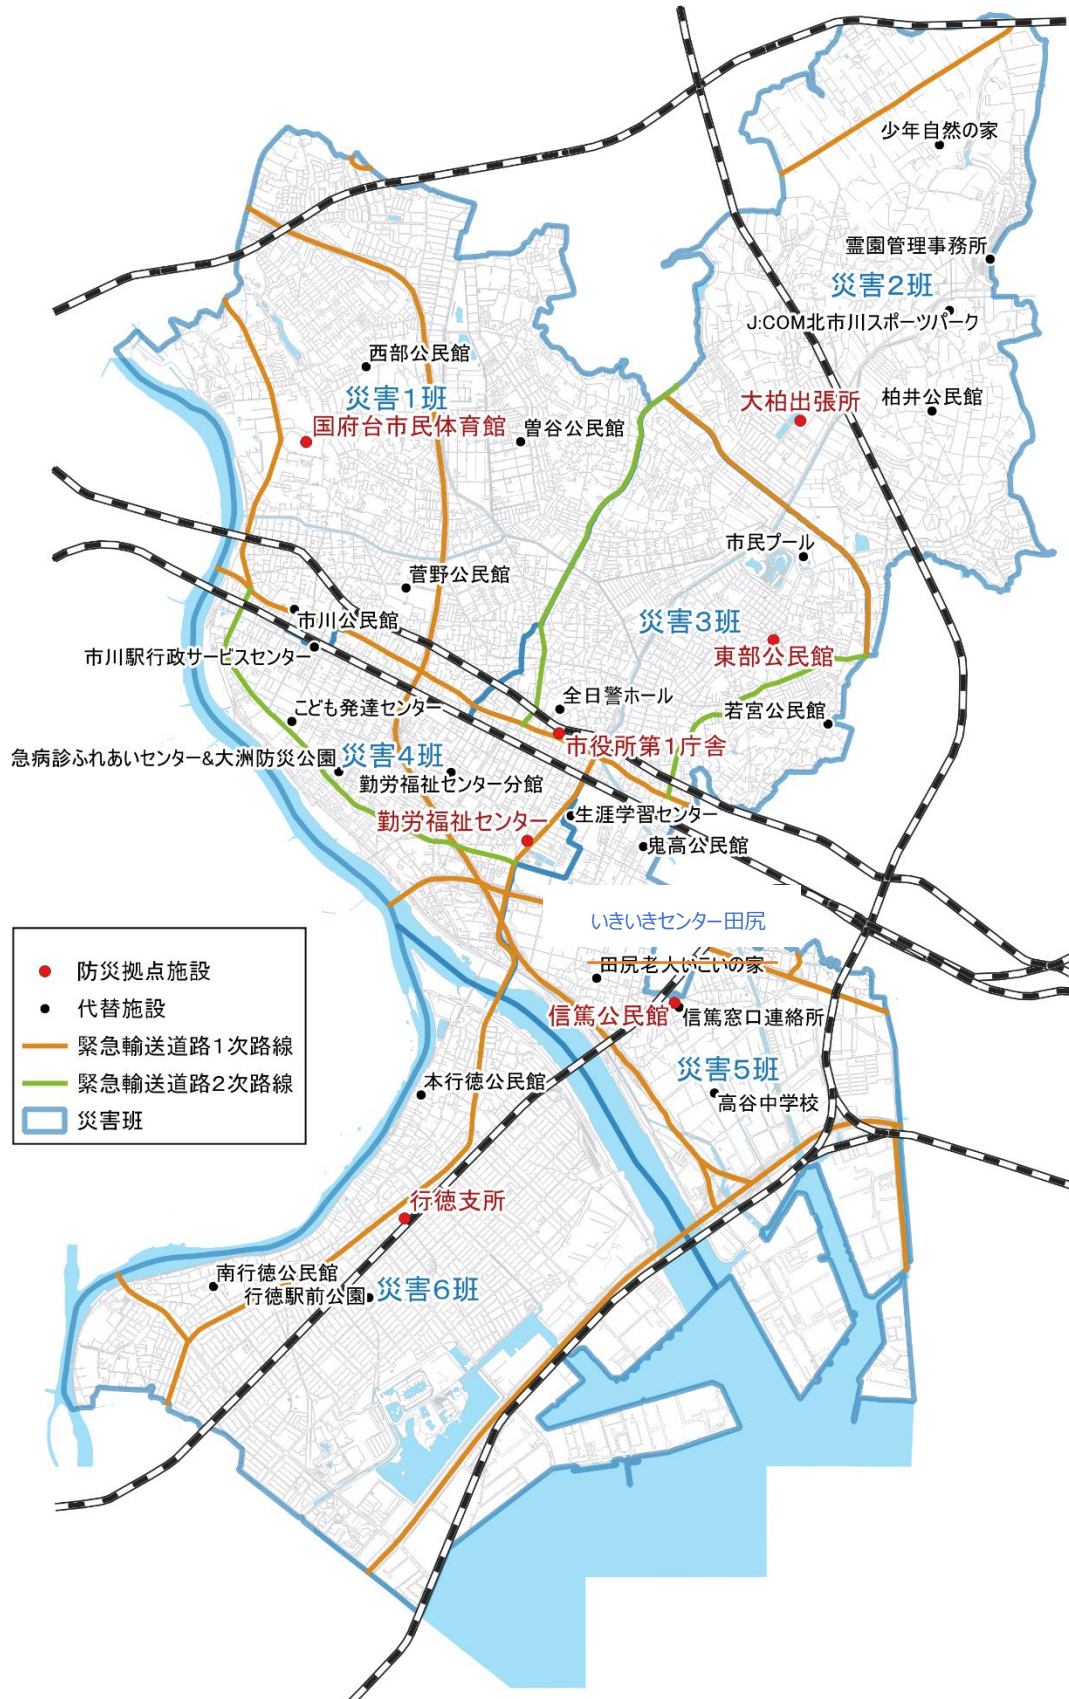 少年自然の家
霊園管理事務所
災害2班
J:COM北市川スポーツパーク
西部公民館
災害1班
大柏出張所
柏井公民館
国府台市民体育館
曽谷公民館
市民プール
菅野公民館
市川公民館
災害3班
東部公民館
市川駅行政サービスセンター
全日警ホール
こども発達センター
若宮公民館
市役所第1庁舎
急病診ふれあいセンター&大洲防災公園
災害4班
勤労福祉センター分館
生涯学習センター
勤労福祉センター
鬼高公民館
いきいきセンター田尻
田尻老人いこいの家
防災拠点施設
代替施設
緊急輸送道路1次路線
緊急輸送道路2次路線
災害班
信篤公民館
信篤窓口連絡所
災害5班
本行徳公民館
高谷中学校
行徳支所
南行徳公民館
行徳駅前公園
災害6班